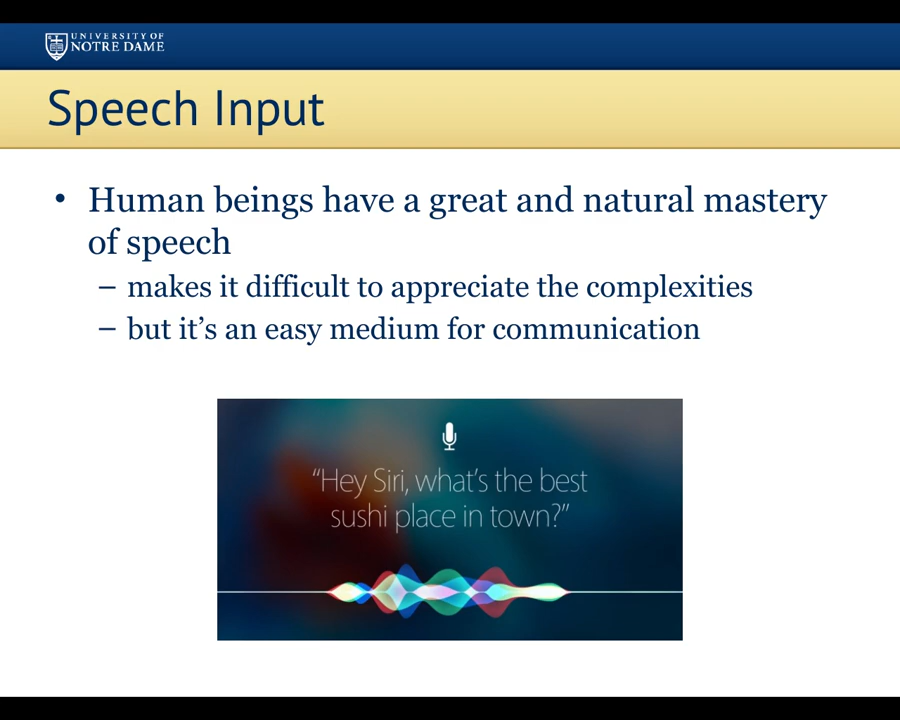 UNIVERSITY OF
NOTRE DAME
Speech Input
• Human beings have a great and natural mastery
of speech
– makes it difficult to appreciate the complexities
– but it’s an easy medium for communication
“Hey Siri, what’s the best
sushi place in town?”